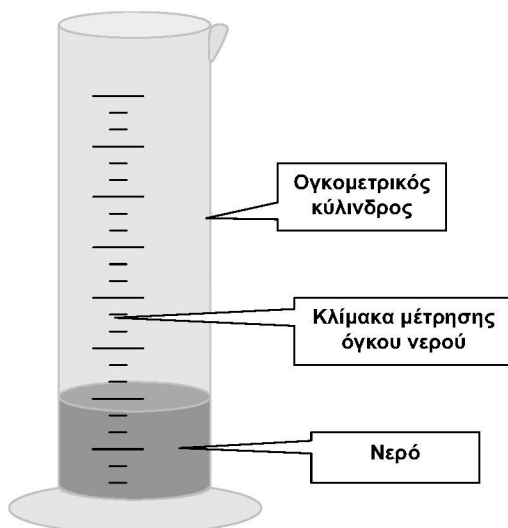 Ογκομετρικός
κύλινδρος
Κλίμακα μέτρησης
όγκου νερού
Νερό